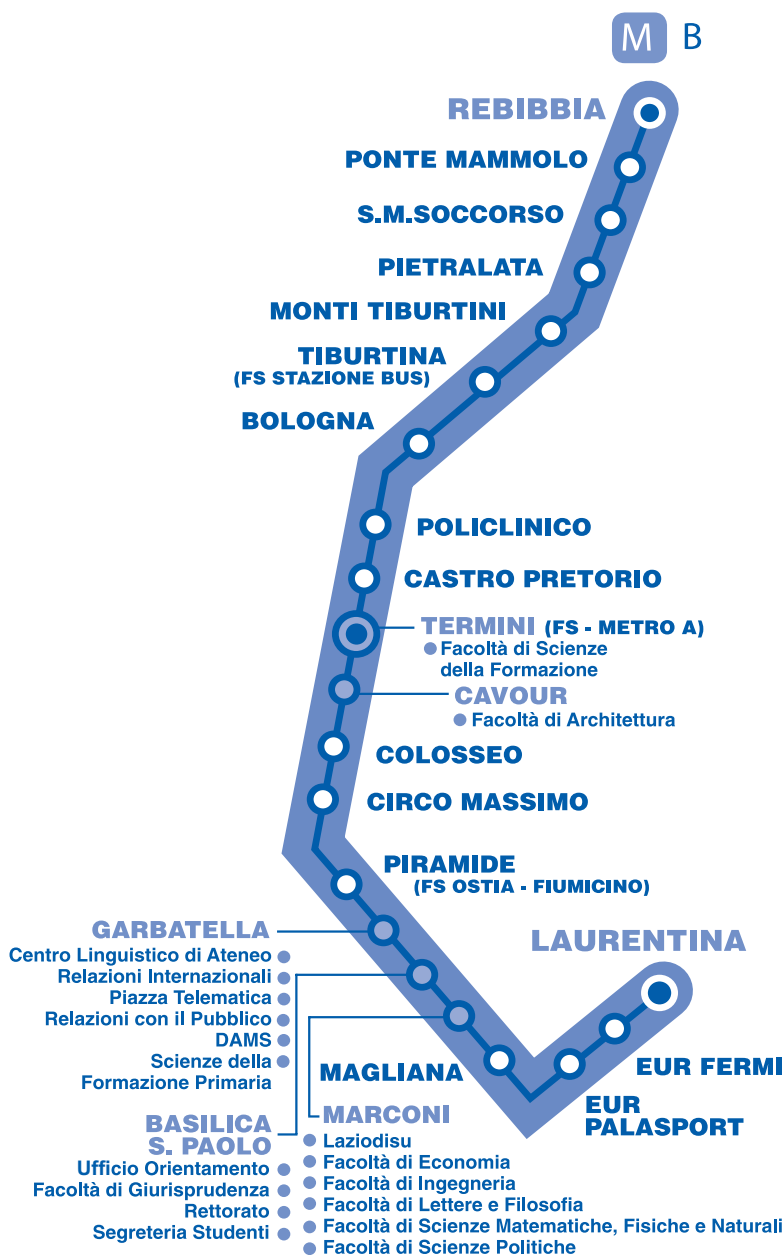 M B
REBIBBIA
PONTE MAMMOLO
S.M.SOCCORSO
PIETRALATA
MONTI TIBURTINI
TIBURTINA
(FS STAZIONE BUS)
BOLOGNA
POLICLINICO
CASTRO PRETORIO
TERMINI (FS - METRO A)
Facoltà di Scienze
della Formazione
CAVOUR
Facoltà di Architettura
COLOSSEO
CIRCO MASSIMO
PIRAMIDE
(FS OSTIA - FIUMICINO)
GARBATELLA
Centro Linguistico di Ateneo
Relazioni Internazionali
Piazza Telematica
Relazioni con il Pubblico
DAMS
Scienze della
Formazione Primaria
BASILICA
S. PAOLO
Ufficio Orientamento
Facoltà di Giurisprudenza
Rettorato
Segreteria Studenti
MARCONI
Laziodisu
Facoltà di Economia
Facoltà di Ingegneria
Facoltà di Lettere e Filosofia
Facoltà di Scienze Matematiche, Fisiche e Naturali
Facoltà di Scienze Politiche
MAGLIANA
EUR
PALASPORT
EUR FERMI
LAURENTINA